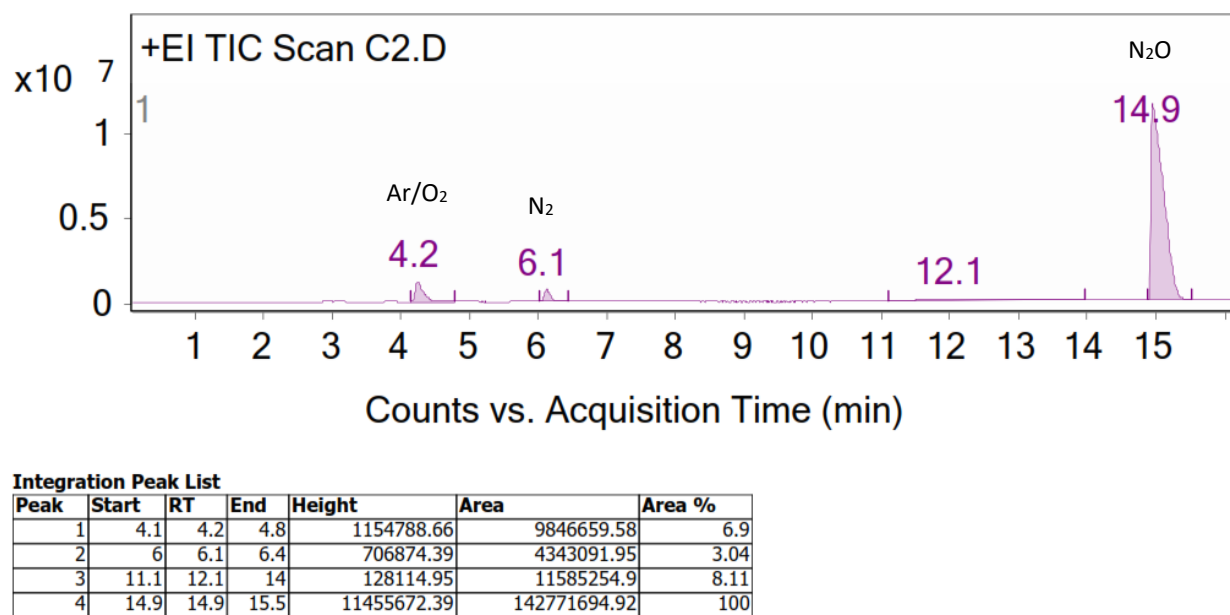 +EI TIC Scan C2.D
x10 7
1
N₂O
14.9
1
Ar/O₂
N₂
0.5
4.2
6.1
12.1
0
1 2 3 4 5 6 7 8 9 10 11 12 13 14 15
Counts vs. Acquisition Time (min)
Integration Peak List
Peak Start RT End Height Area Area %
1 4.1 4.2 4.8 1154788.66 9846659.58 6.9
2 6 6.1 6.4 706874.39 4343091.95 3.04
3 11.1 12.1 14 128114.95 11585254.9 8.11
4 14.9 14.9 15.5 11455672.39 142771694.92 100